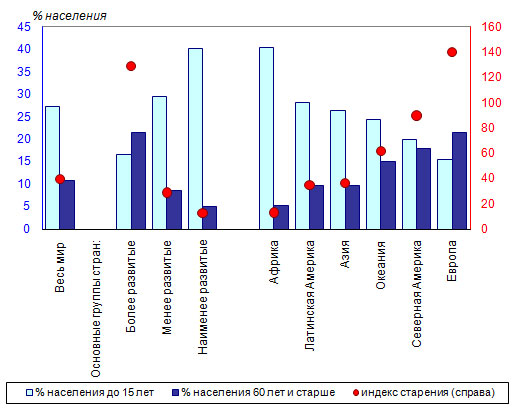 % населения
45
40
35
30
25
20
15
10
5
0
160
140
120
100
80
60
40
20
0
Весь мир
Основные группы стран:
Более развитые
Менее развитые
Наименее развитые
Африка
Латинская Америка
Азия
Океания
Северная Америка
Европа
% населения до 15 лет
% населения 60 лет и старше
индекс старения (справа)